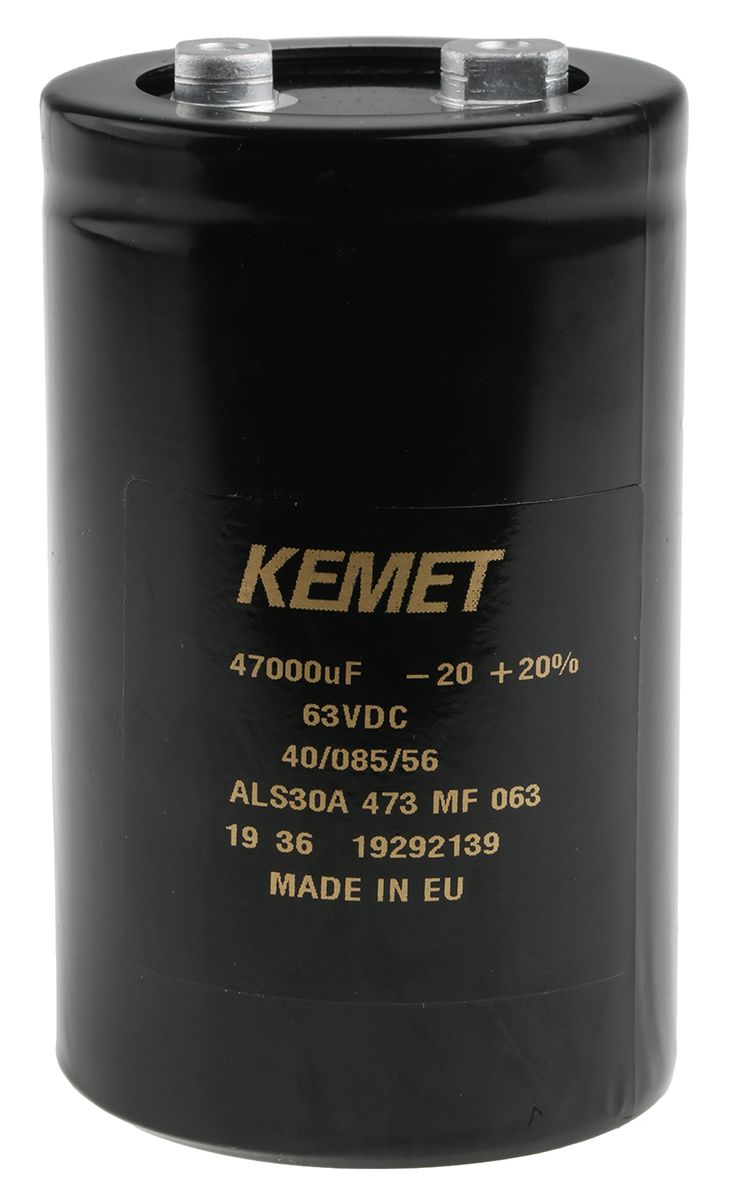 KEMET
47000uF -20 +20%
63VDC
40/085/56
ALS30A 473 MF 063
19 36 19292139
MADE IN EU